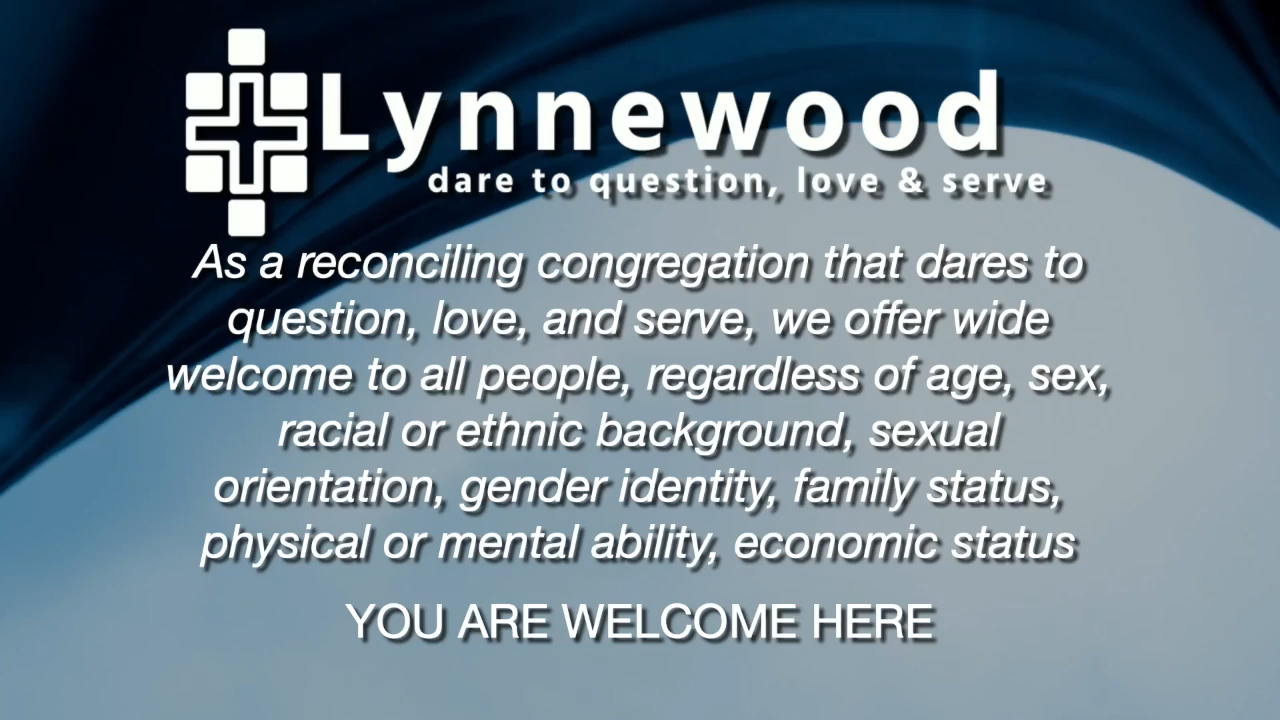 Lynnewood
dare to question, love & serve
As a reconciling congregation that dares to
question, love, and serve, we offer wide
welcome to all people, regardless of age, sex,
racial or ethnic background, sexual
orientation, gender identity, family status,
physical or mental ability, economic status
YOU ARE WELCOME HERE